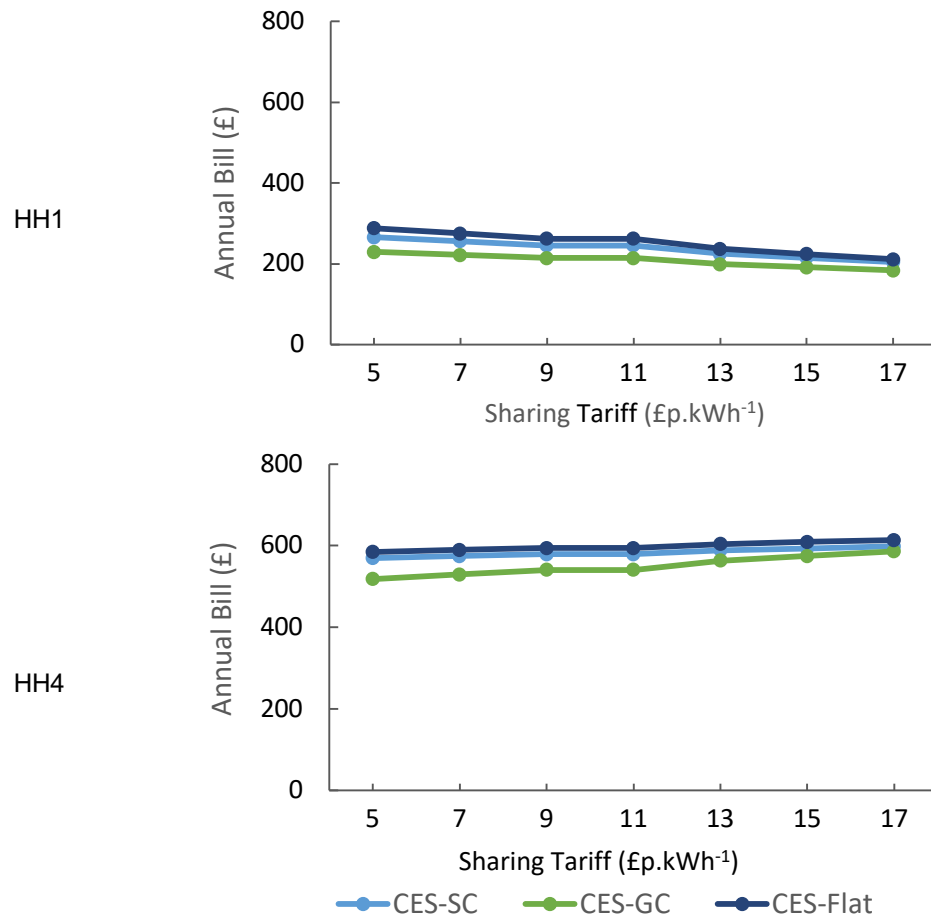 HH1
Annual Bill (£)
800
600
400
200
0
5 7 9 11 13 15 17
Sharing Tariff (£p.kWh⁻¹)
HH4
Annual Bill (£)
800
600
400
200
0
5 7 9 11 13 15 17
Sharing Tariff (£p.kWh⁻¹)
CES-SC CES-GC CES-Flat